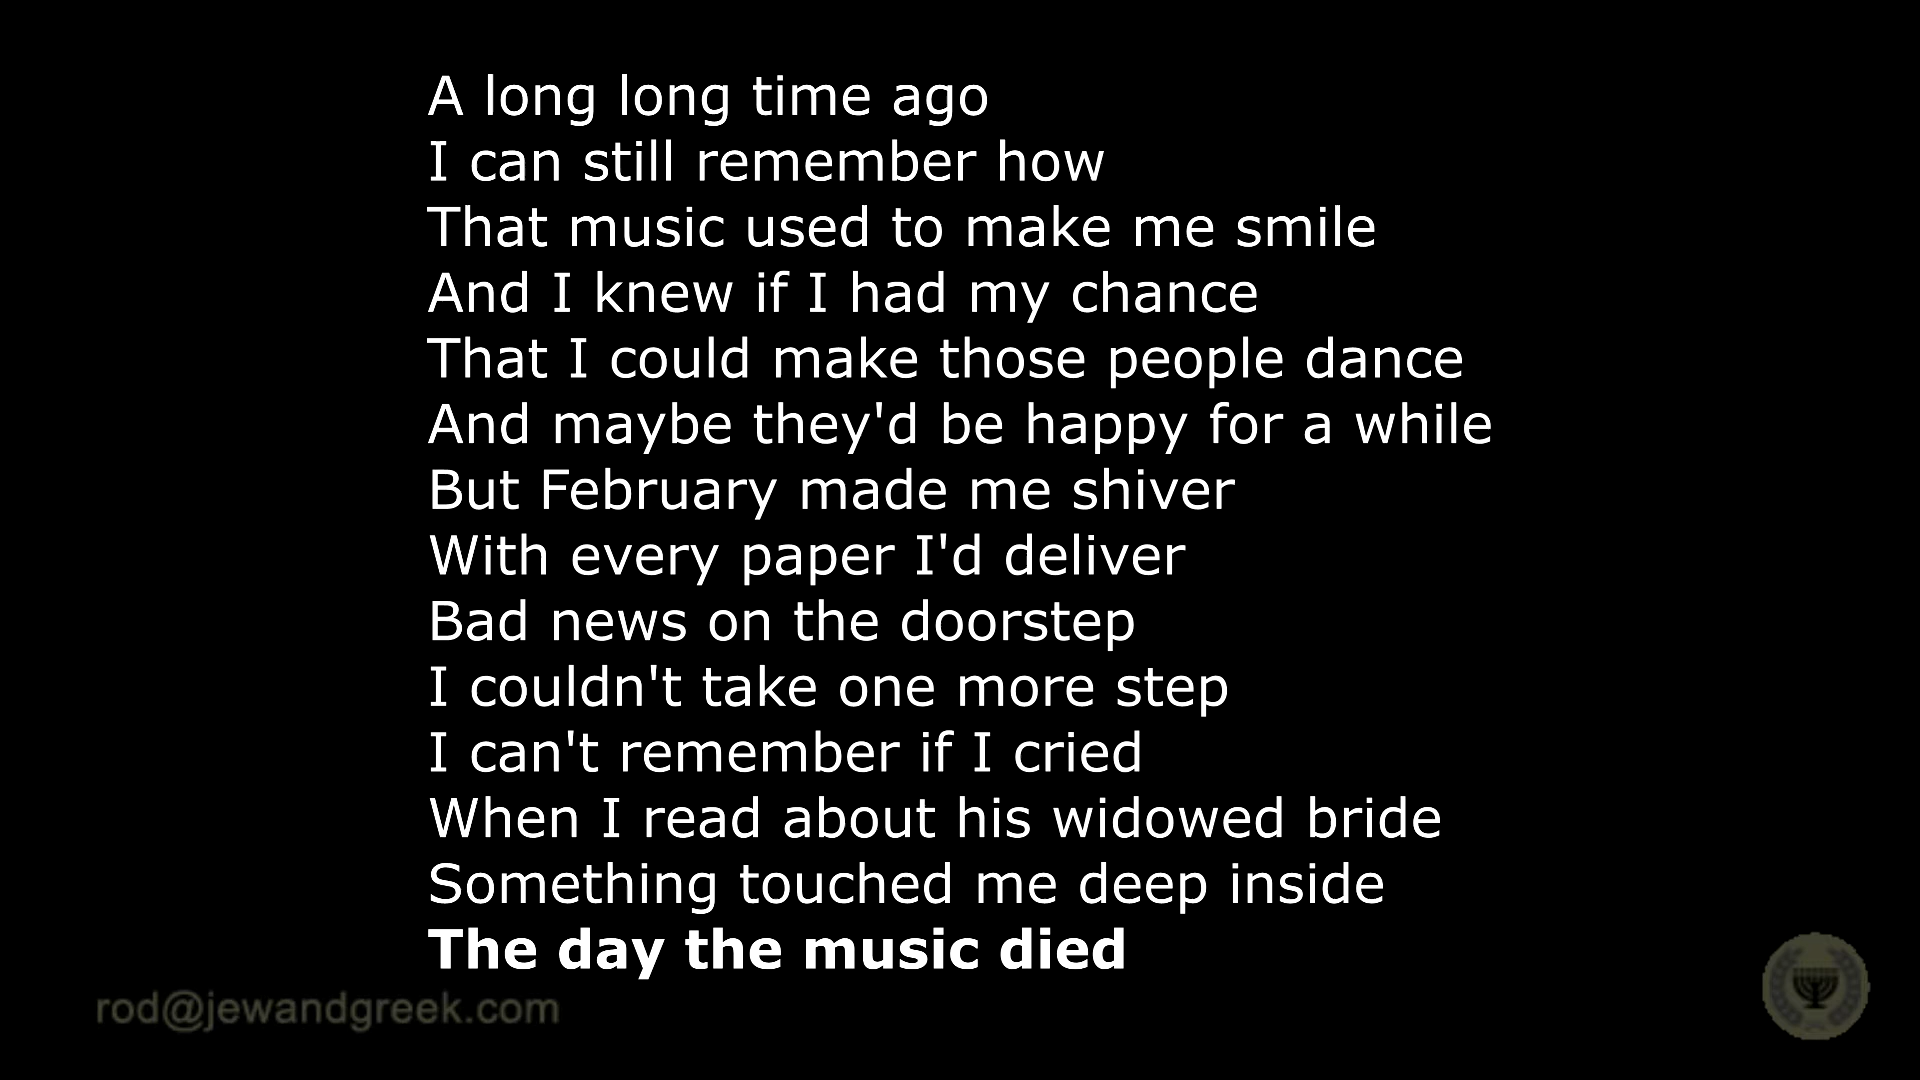 A long long time ago
I can still remember how
That music used to make me smile
And I knew if I had my chance
That I could make those people dance
And maybe they'd be happy for a while
But February made me shiver
With every paper I'd deliver
Bad news on the doorstep
I couldn't take one more step
I can't remember if I cried
When I read about his widowed bride
Something touched me deep inside
The day the music died
rod@jewandgreek.com